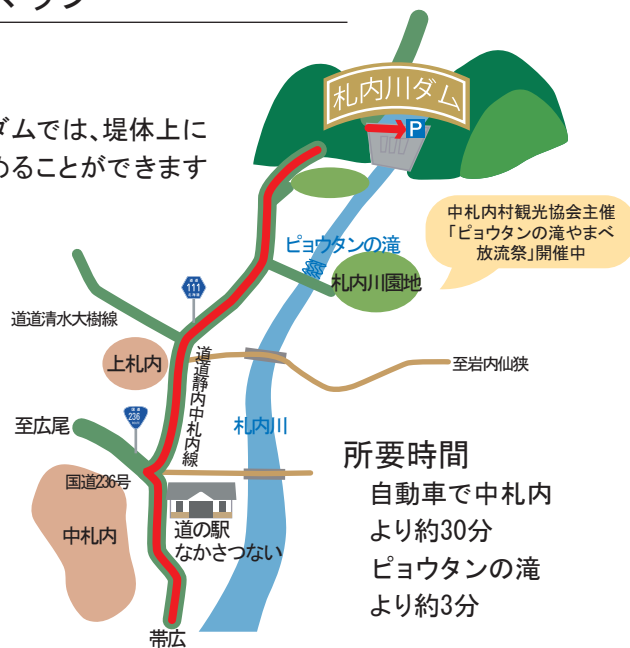 札内川ダム
P
ダムでは、堤体上に
めることができます
中札内村観光協会主催
「ピョウタンの滝やまべ
放流祭」開催中
ピョウタンの滝
札内川園地
111
道道清水大樹線
上札内
道道静内中札内線
至岩内仙狭
236
至広尾
札内川
国道236号
中札内
道の駅
なかさつない
帯広
所要時間
自動車で中札内
より約30分
ピョウタンの滝
より約3分